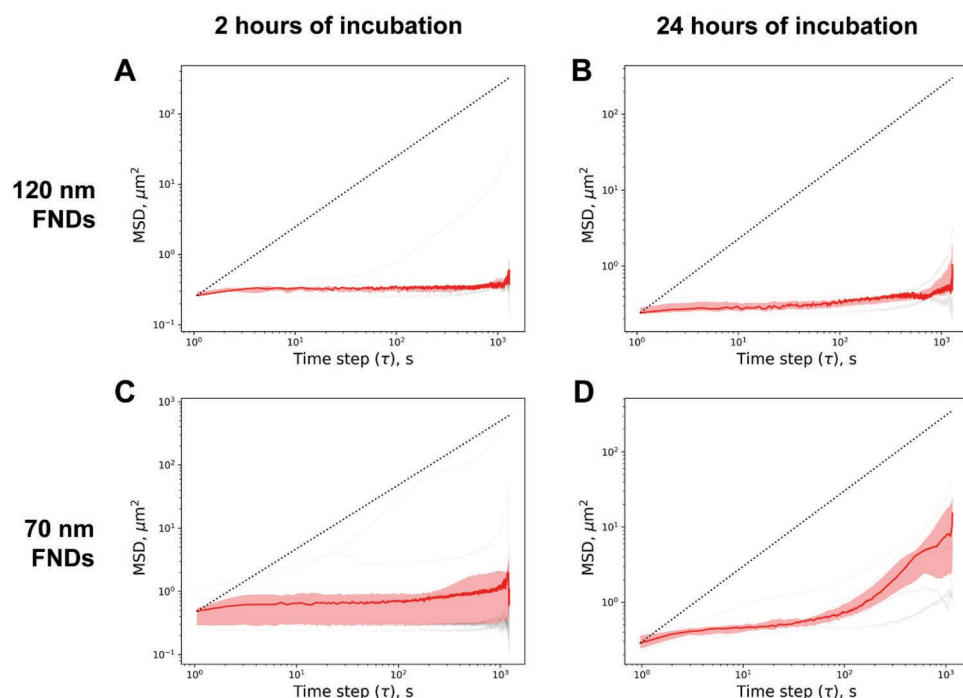 2 hours of incubation
24 hours of incubation
120 nm
FNDs
70 nm
FNDs
A
MSD, μm²
10²
10¹
10⁰
10⁻¹
10⁰
10¹
10²
10³
Time step (τ), s
B
MSD, μm²
10²
10¹
10⁰
10⁰
10¹
10²
10³
Time step (τ), s
C
MSD, μm²
10³
10²
10¹
10⁰
10⁻¹
10⁰
10¹
10²
10³
Time step (τ), s
D
MSD, μm²
10²
10¹
10⁰
10⁰
10¹
10²
10³
Time step (τ), s